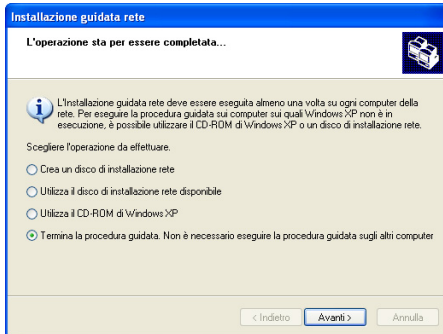 Installazione guidata rete
L'operazione sta per essere completata...
L'Installazione guidata rete deve essere eseguita almeno una volta su ogni computer della
rete. Per eseguire la procedura guidata sui computer sui quali Windows XP non è in
esecuzione, è possibile utilizzare il CD-ROM di Windows XP o un disco di installazione rete.
Scegliere l'operazione da effettuare.
Crea un disco di installazione rete
Utilizza il disco di installazione rete disponibile
Utilizza il CD-ROM di Windows XP
Termina la procedura guidata. Non è necessario eseguire la procedura guidata sugli altri computer
< Indietro Avanti > Annulla